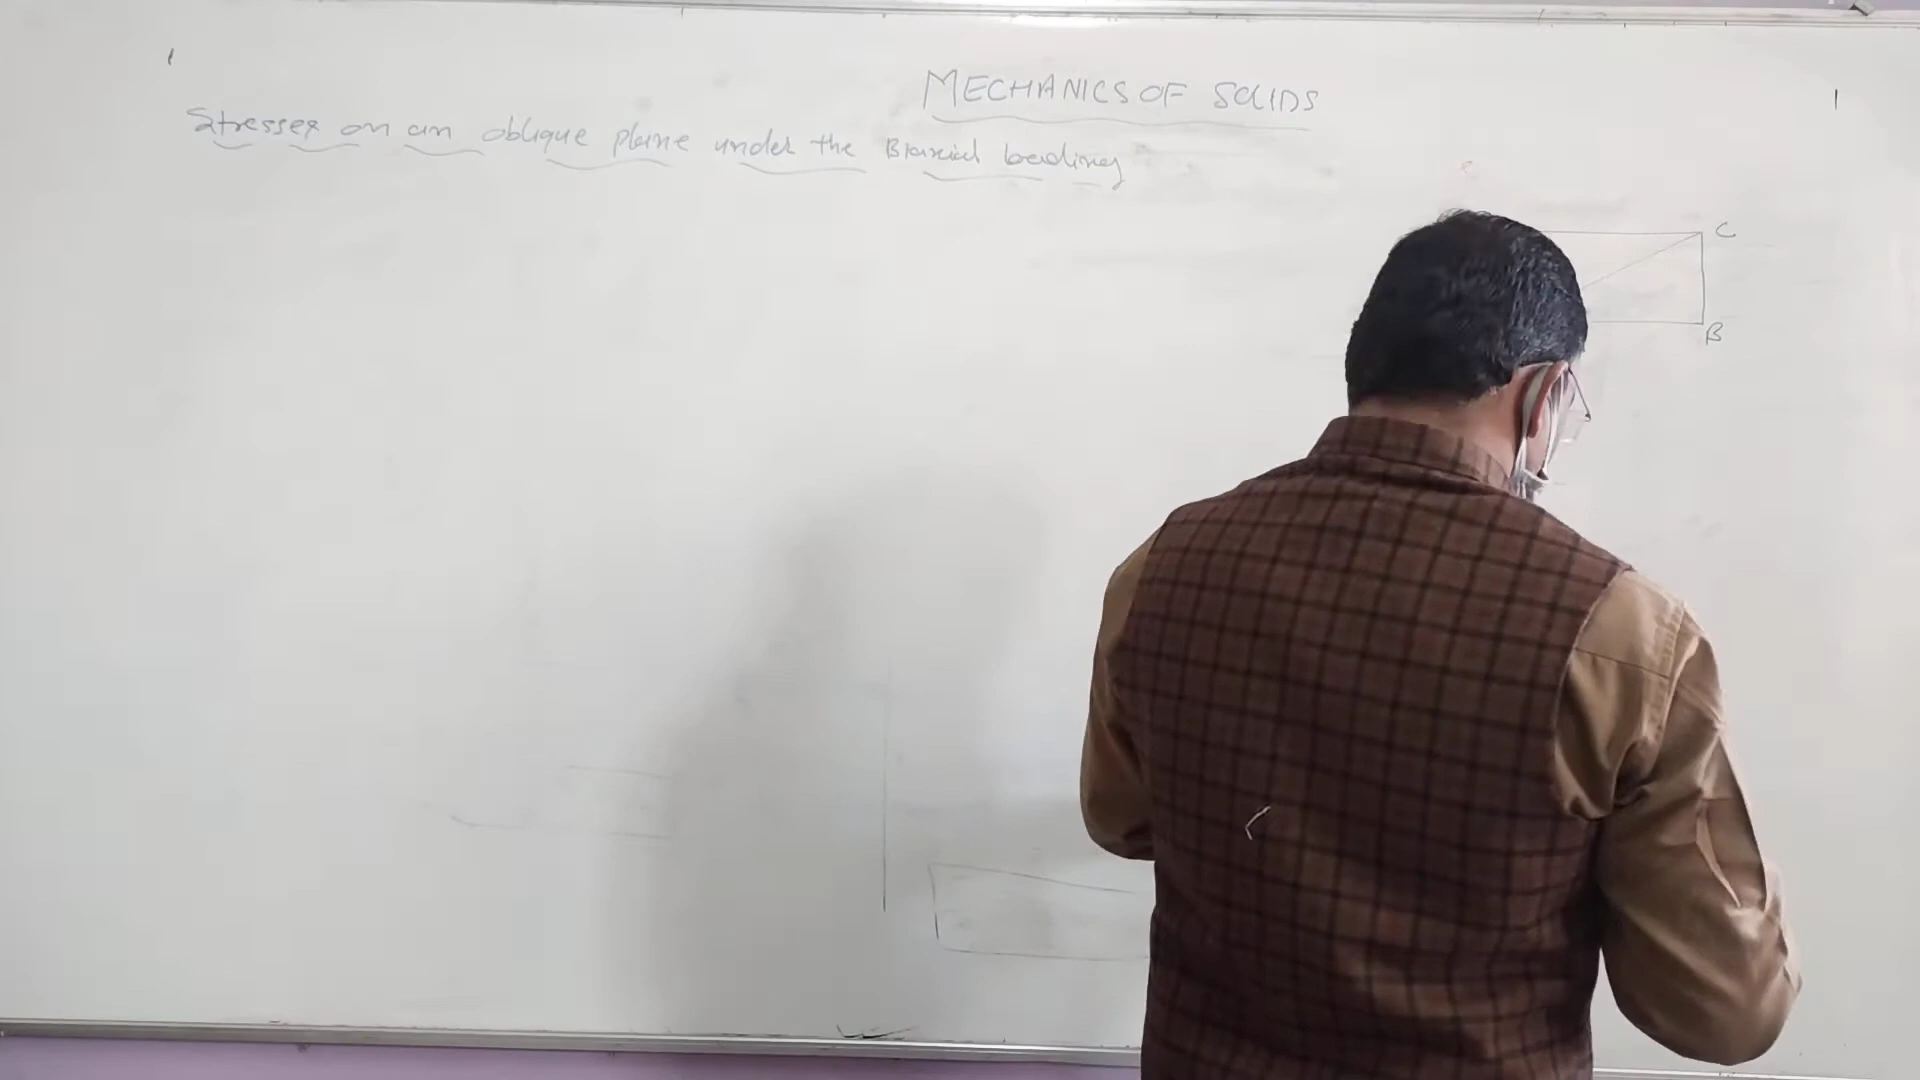 MECHANICS OF SOLIDS
Stresses on an oblique plane under the Biaxial loading
C
B